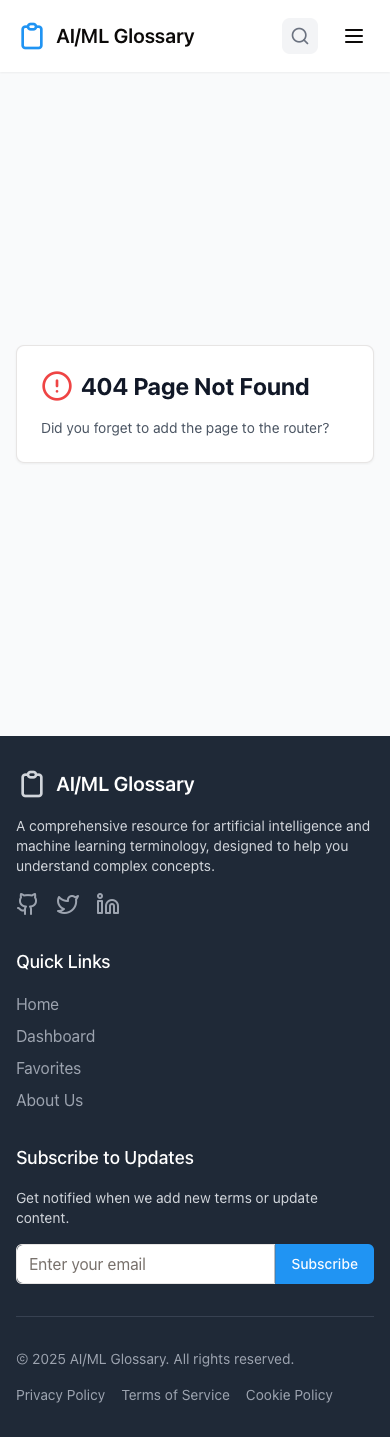 AI/ML Glossary
404 Page Not Found
Did you forget to add the page to the router?
AI/ML Glossary
A comprehensive resource for artificial intelligence and
machine learning terminology, designed to help you
understand complex concepts.
Quick Links
Home
Dashboard
Favorites
About Us
Subscribe to Updates
Get notified when we add new terms or update
content.
Enter your email Subscribe
© 2025 AI/ML Glossary. All rights reserved.
Privacy Policy Terms of Service Cookie Policy